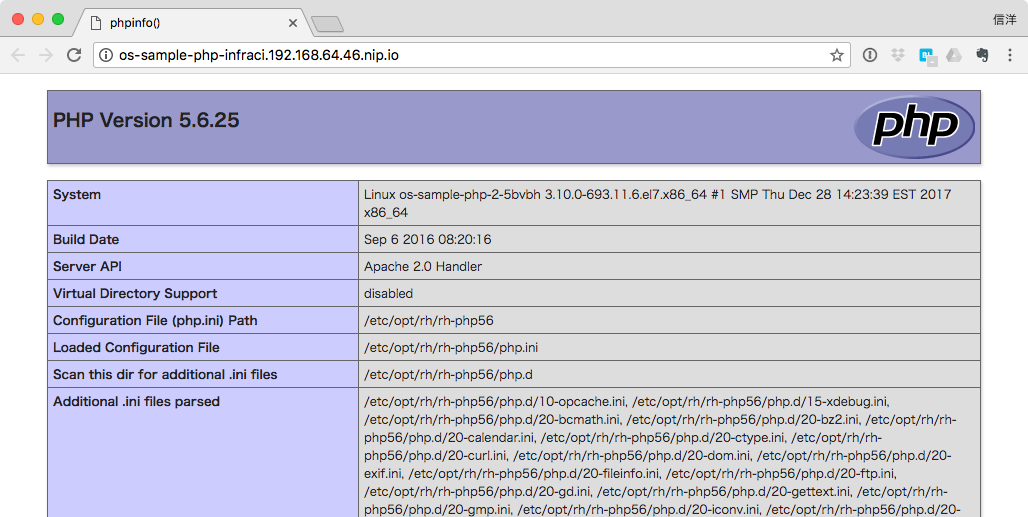 phpinfo()
信洋
os-sample-php-infraci.192.168.64.46.nip.io
PHP Version 5.6.25
php
System
Linux os-sample-php-2-5bvbh 3.10.0-693.11.6.el7.x86_64 #1 SMP Thu Dec 28 14:23:39 EST 2017
x86_64
Build Date
Sep 6 2016 08:20:16
Server API
Apache 2.0 Handler
Virtual Directory Support
disabled
Configuration File (php.ini) Path
/etc/opt/rh/rh-php56
Loaded Configuration File
/etc/opt/rh/rh-php56/php.ini
Scan this dir for additional .ini files
/etc/opt/rh/rh-php56/php.d
Additional .ini files parsed
/etc/opt/rh/rh-php56/php.d/10-opcache.ini, /etc/opt/rh/rh-php56/php.d/15-xdebug.ini,
/etc/opt/rh/rh-php56/php.d/20-bcmath.ini, /etc/opt/rh/rh-php56/php.d/20-bz2.ini, /etc/opt/rh/rh-
php56/php.d/20-calendar.ini, /etc/opt/rh/rh-php56/php.d/20-ctype.ini, /etc/opt/rh/rh-
php56/php.d/20-curl.ini, /etc/opt/rh/rh-php56/php.d/20-dom.ini, /etc/opt/rh/rh-php56/php.d/20-
exif.ini, /etc/opt/rh/rh-php56/php.d/20-fileinfo.ini, /etc/opt/rh/rh-php56/php.d/20-ftp.ini,
/etc/opt/rh/rh-php56/php.d/20-gd.ini, /etc/opt/rh/rh-php56/php.d/20-gettext.ini, /etc/opt/rh/rh-
php56/php.d/20-gmp.ini, /etc/opt/rh/rh-php56/php.d/20-iconv.ini, /etc/opt/rh/rh-php56/php.d/20-